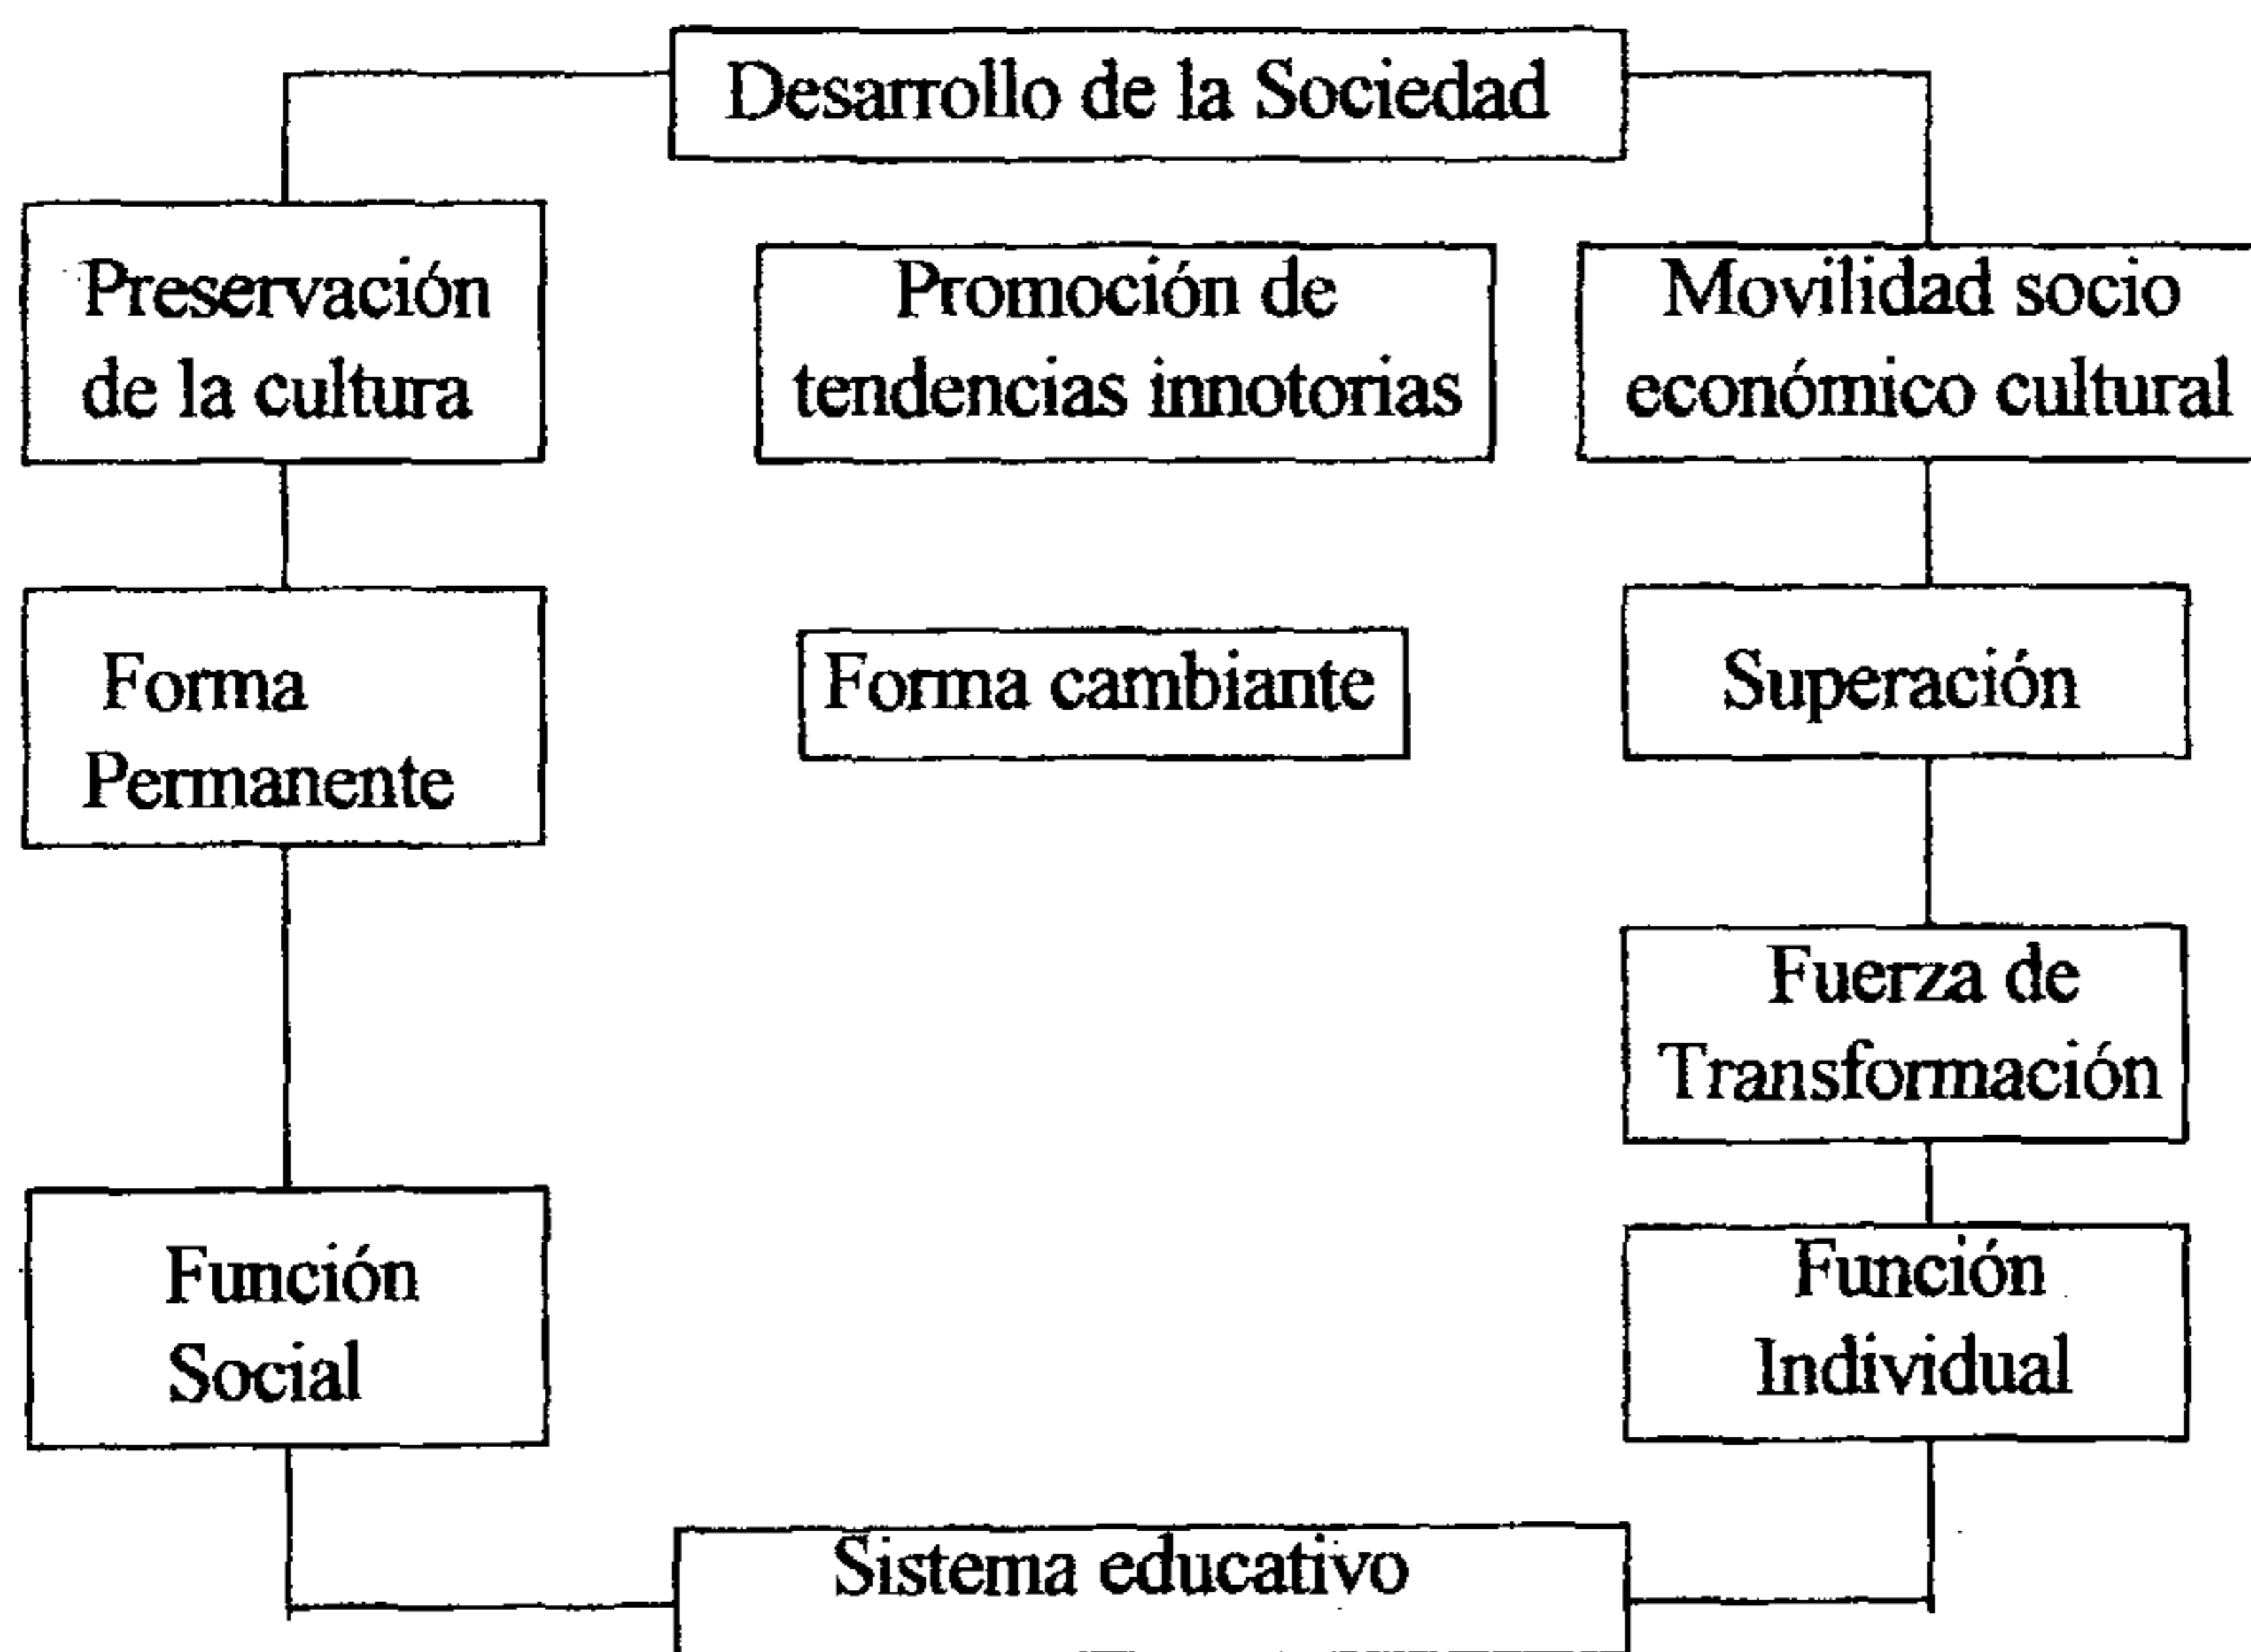 Desarrollo de la Sociedad
Preservación
de la cultura
Promoción de
tendencias innotorias
Movilidad socio
económico cultural
Forma
Permanente
Forma cambiante
Superación
Fuerza de
Transformación
Función
Social
Función
Individual
Sistema educativo